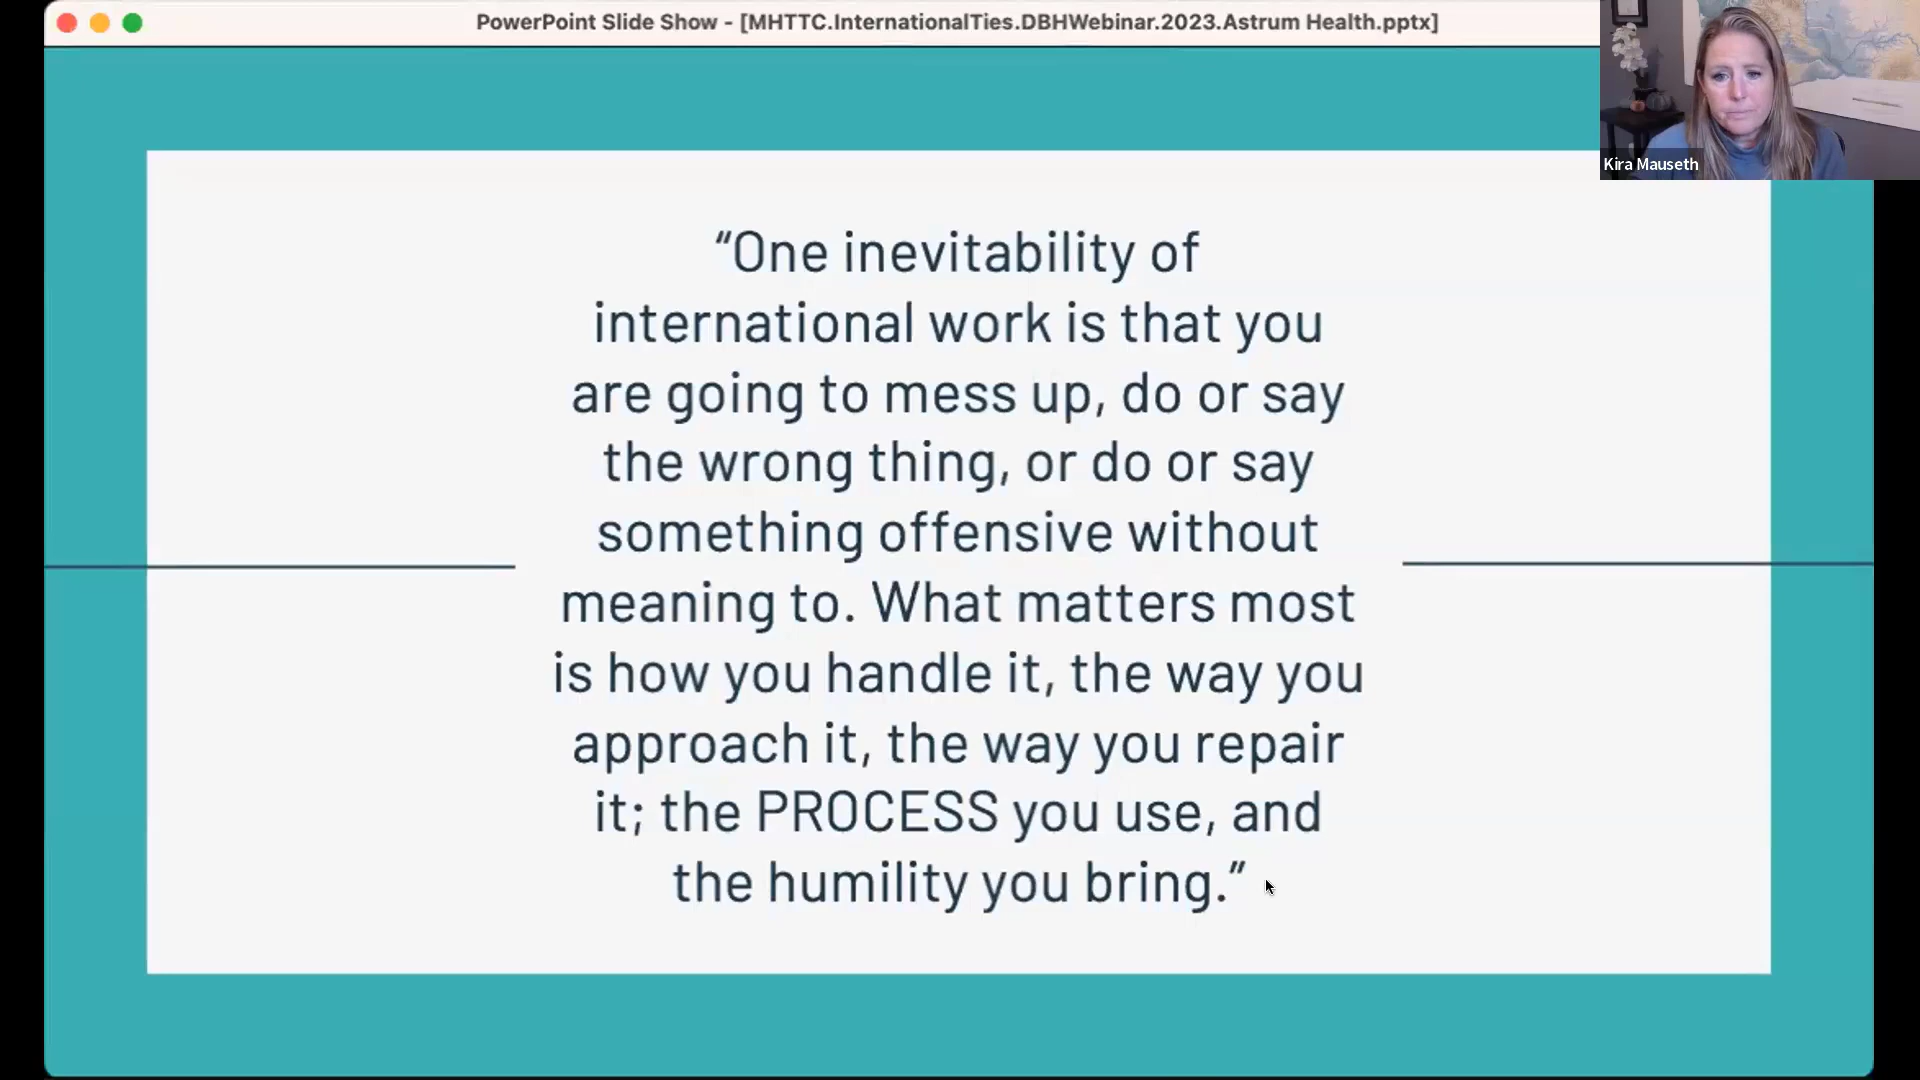 PowerPoint Slide Show - [MHTTC.InternationalTies.DBHWebinar.2023.Astrum Health.pptx]
Kira Mauseth
“One inevitability of
international work is that you
are going to mess up, do or say
the wrong thing, or do or say
something offensive without
meaning to. What matters most
is how you handle it, the way you
approach it, the way you repair
it; the PROCESS you use, and
the humility you bring.”